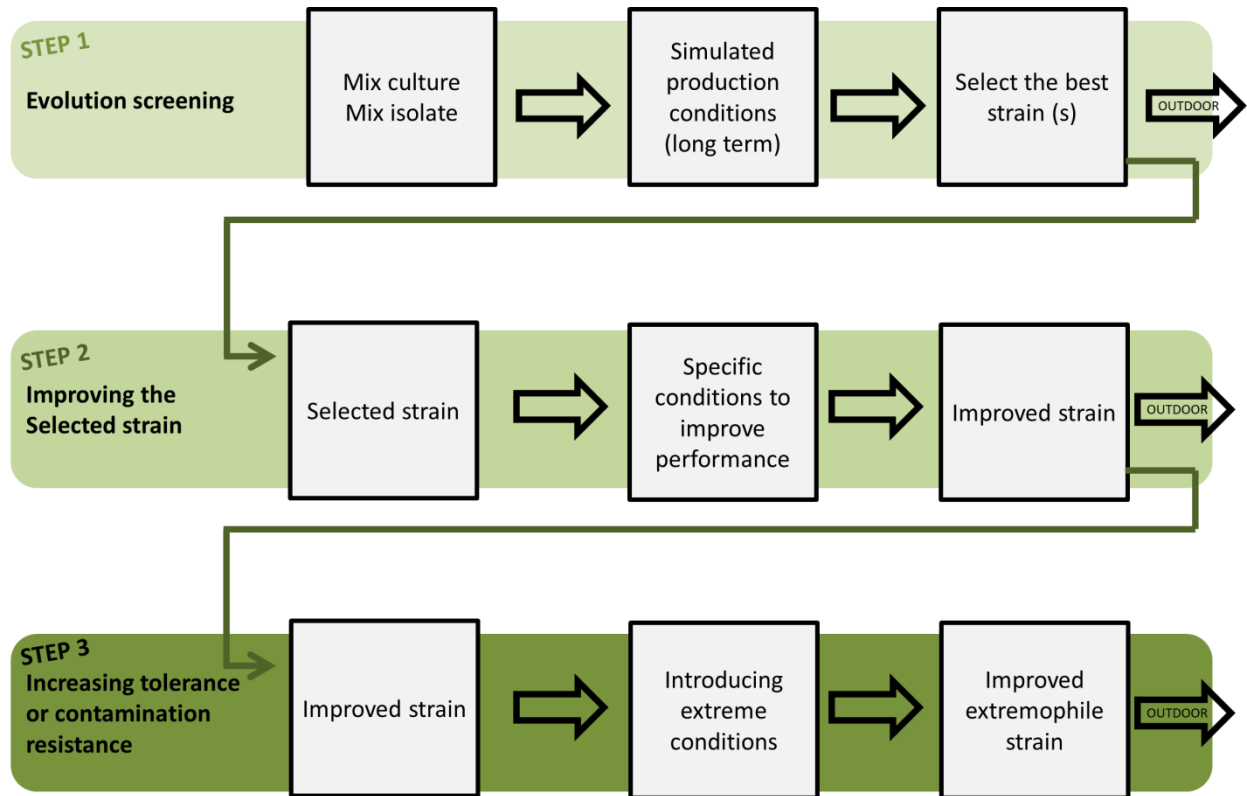 STEP 1
Evolution screening
Mix culture
Mix isolate
Simulated
production
conditions
(long term)
Select the best
strain (s)
OUTDOOR
STEP 2
Improving the
Selected strain
Selected strain
Specific
conditions to
improve
performance
Improved strain
OUTDOOR
STEP 3
Increasing tolerance
or contamination
resistance
Improved strain
Introducing
extreme
conditions
Improved
extremophile
strain
OUTDOOR